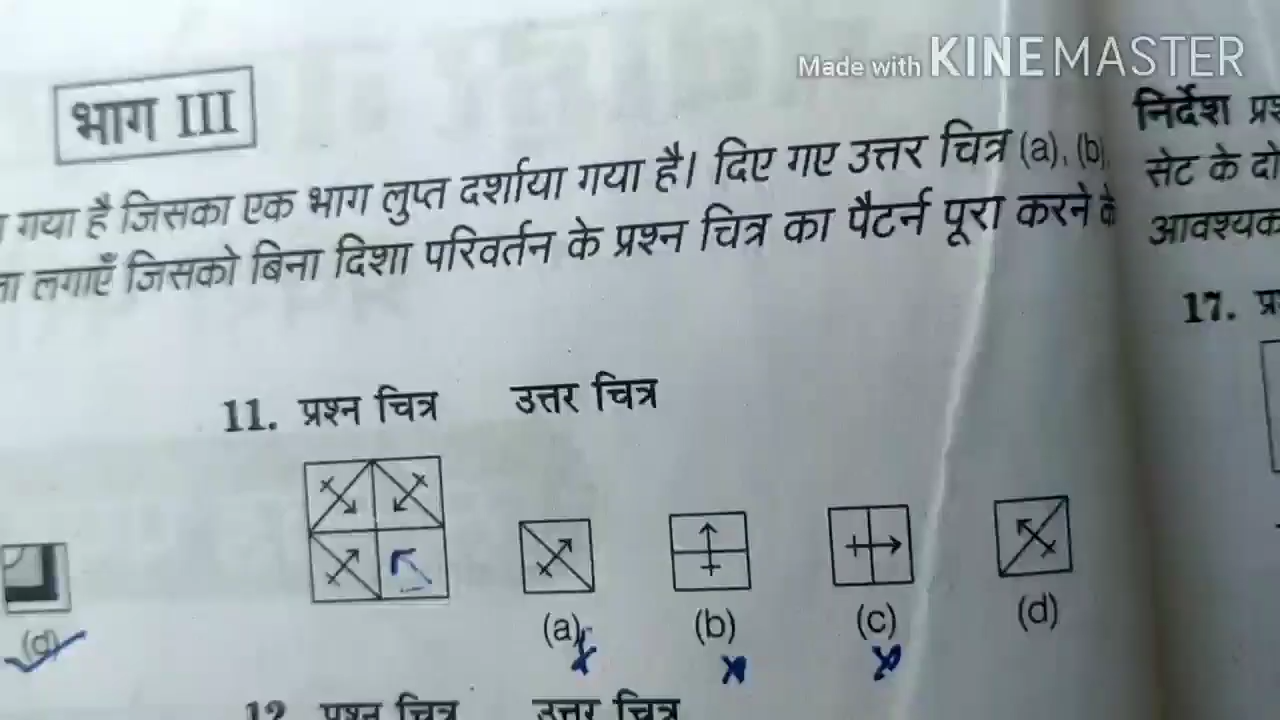 Made with KINEMASTER
भाग III
गया है जिसका एक भाग लुप्त दर्शाया गया है। दिए गए उत्तर चित्र (a), (b),
लगाएँ जिसको बिना दिशा परिवर्तन के प्रश्न चित्र का पैटर्न पूरा करने के
11. प्रश्न चित्र उत्तर चित्र
(a) (b) (c) (d)
(d)
12. प्रश्न चित्र उत्तर चित्र
निर्देश
सेट के दो
आवश्यक
17.